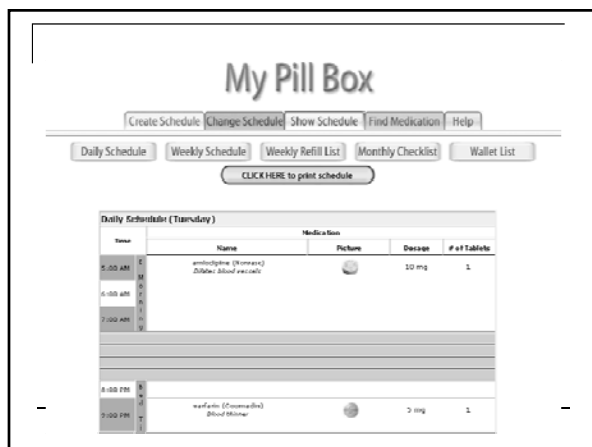 My Pill Box
Create Schedule Change Schedule Show Schedule Find Medication Help
Daily Schedule Weekly Schedule Weekly Refill List Monthly Checklist Wallet List
CLICK HERE to print schedule
Daily Schedule (Tuesday)
Medication
Time Name Picture Dosage # of Tablets
5:00 AM amlodipine (Norvasc) 10 mg 1
Dilates blood vessels
6:00 AM
7:00 AM
8:00 PM
9:00 PM warfarin (Coumadin) mg 1
Blood thinner